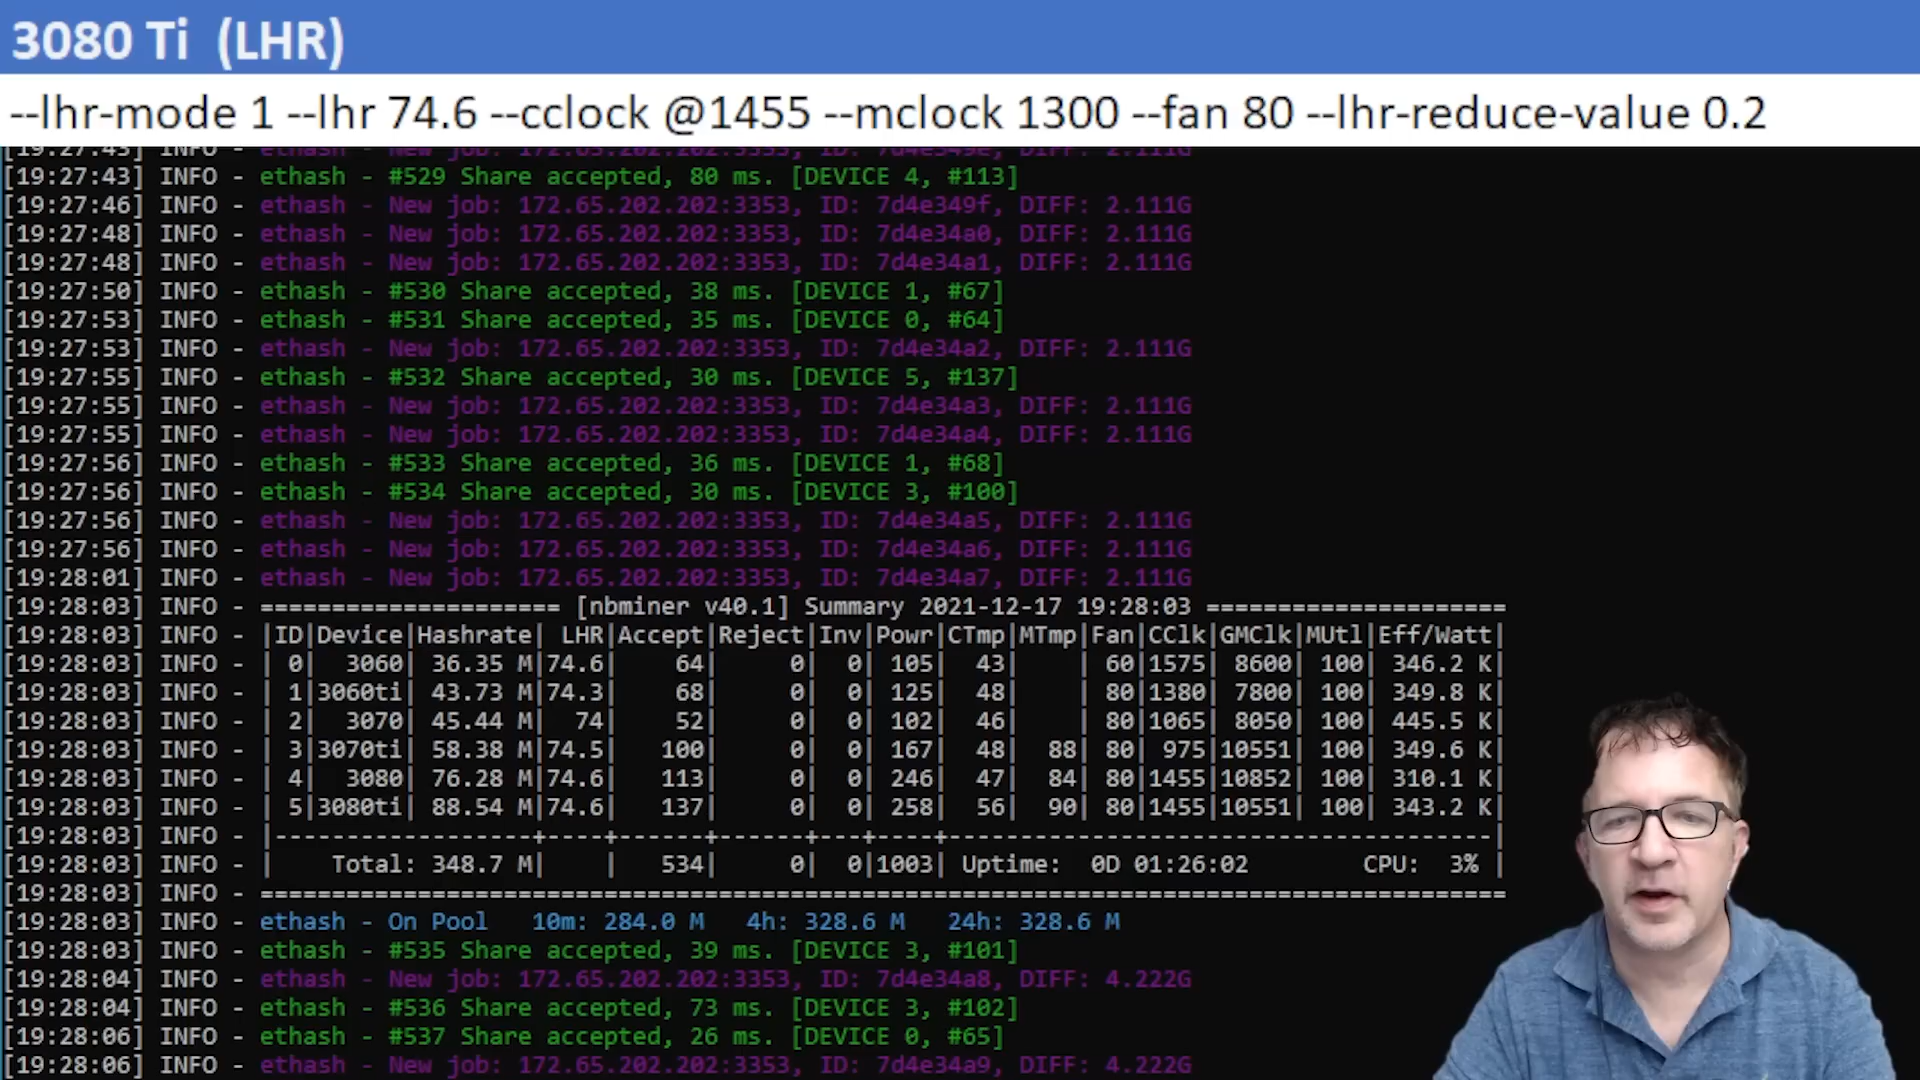 3080 Ti (LHR)
--lhr-mode 1 --lhr 74.6 --cclock @1455 --mclock 1300 --fan 80 --lhr-reduce-value 0.2
[19:27:43] INFO - ethash - New job: 172.65.202.202:3353, ID: 7d4e349e, DIFF: 2.111G
[19:27:43] INFO - ethash - #529 Share accepted, 80 ms. [DEVICE 4, #113]
[19:27:46] INFO - ethash - New job: 172.65.202.202:3353, ID: 7d4e349f, DIFF: 2.111G
[19:27:48] INFO - ethash - New job: 172.65.202.202:3353, ID: 7d4e34a0, DIFF: 2.111G
[19:27:48] INFO - ethash - New job: 172.65.202.202:3353, ID: 7d4e34a1, DIFF: 2.111G
[19:27:50] INFO - ethash - #530 Share accepted, 38 ms. [DEVICE 1, #67]
[19:27:53] INFO - ethash - #531 Share accepted, 35 ms. [DEVICE 0, #64]
[19:27:53] INFO - ethash - New job: 172.65.202.202:3353, ID: 7d4e34a2, DIFF: 2.111G
[19:27:55] INFO - ethash - #532 Share accepted, 30 ms. [DEVICE 5, #137]
[19:27:55] INFO - ethash - New job: 172.65.202.202:3353, ID: 7d4e34a3, DIFF: 2.111G
[19:27:55] INFO - ethash - New job: 172.65.202.202:3353, ID: 7d4e34a4, DIFF: 2.111G
[19:27:56] INFO - ethash - #533 Share accepted, 36 ms. [DEVICE 1, #68]
[19:27:56] INFO - ethash - #534 Share accepted, 30 ms. [DEVICE 3, #100]
[19:27:56] INFO - ethash - New job: 172.65.202.202:3353, ID: 7d4e34a5, DIFF: 2.111G
[19:27:56] INFO - ethash - New job: 172.65.202.202:3353, ID: 7d4e34a6, DIFF: 2.111G
[19:28:01] INFO - ethash - New job: 172.65.202.202:3353, ID: 7d4e34a7, DIFF: 2.111G
[19:28:03] INFO - ===================== [nbminer v40.1] Summary 2021-12-17 19:28:03 =====================
[19:28:03] INFO - |ID|Device|Hashrate| LHR|Accept|Reject|Inv|Powr|CTmp|MTmp|Fan|CClk|GMClk|MUtl|Eff/Watt|
[19:28:03] INFO - | 0|  3060| 36.35 M|74.6|    64|     0|  0| 105|  43|    | 60|1575| 8600| 100| 346.2 K|
[19:28:03] INFO - | 1|3060ti| 43.73 M|74.3|    68|     0|  0| 125|  48|    | 80|1380| 7800| 100| 349.8 K|
[19:28:03] INFO - | 2|  3070| 45.44 M|  74|    52|     0|  0| 102|  46|    | 80|1065| 8050| 100| 445.5 K|
[19:28:03] INFO - | 3|3070ti| 58.38 M|74.5|   100|     0|  0| 167|  48|  88| 80| 975|10551| 100| 349.6 K|
[19:28:03] INFO - | 4|  3080| 76.28 M|74.6|   113|     0|  0| 246|  47|  84| 80|1455|10852| 100| 310.1 K|
[19:28:03] INFO - | 5|3080ti| 88.54 M|74.6|   137|     0|  0| 258|  56|  90| 80|1455|10551| 100| 343.2 K|
[19:28:03] INFO - |------------------+----+------+------+---+----+--------------------------------------|
[19:28:03] INFO - |    Total: 348.7 M|    |   534|     0|  0|1003| Uptime:  0D 01:26:02        CPU:  3% |
[19:28:03] INFO - =======================================================================================
[19:28:03] INFO - ethash - On Pool   10m: 284.0 M   4h: 328.6 M   24h: 328.6 M
[19:28:03] INFO - ethash - #535 Share accepted, 39 ms. [DEVICE 3, #101]
[19:28:04] INFO - ethash - New job: 172.65.202.202:3353, ID: 7d4e34a8, DIFF: 4.222G
[19:28:04] INFO - ethash - #536 Share accepted, 73 ms. [DEVICE 3, #102]
[19:28:06] INFO - ethash - #537 Share accepted, 26 ms. [DEVICE 0, #65]
[19:28:06] INFO - ethash - New job: 172.65.202.202:3353, ID: 7d4e34a9, DIFF: 4.222G